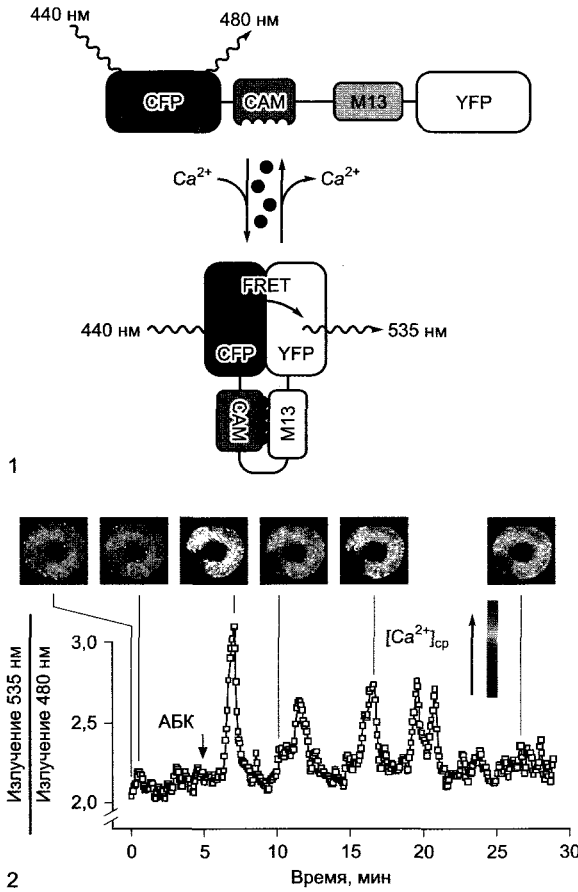 440 нм 480 нм
CFP CAM M13 YFP
Ca²⁺ Ca²⁺
FRET
440 нм 535 нм
CFP YFP
CAM M13
1
[Ca²⁺]ср
Излучение 535 нм
Излучение 480 нм
3,0
2,5
2,0
АБК
0 5 10 15 20 25 30
Время, мин
2